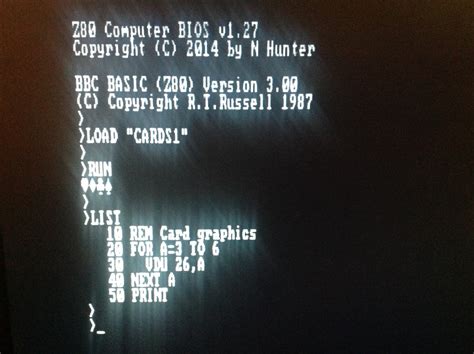 Z80 Computer BIOS v1.27
Copyright (C) 2014 by N Hunter
BBC BASIC (Z80) Version 3.00
(C) Copyright R.T.Russell 1987
>
>LOAD "CARDS1"
>
>RUN
♥♦♣♠
>
>LIST
10 REM Card graphics
20 FOR A=3 TO 6
30 VDU 26,A
40 NEXT A
50 PRINT
>
>_